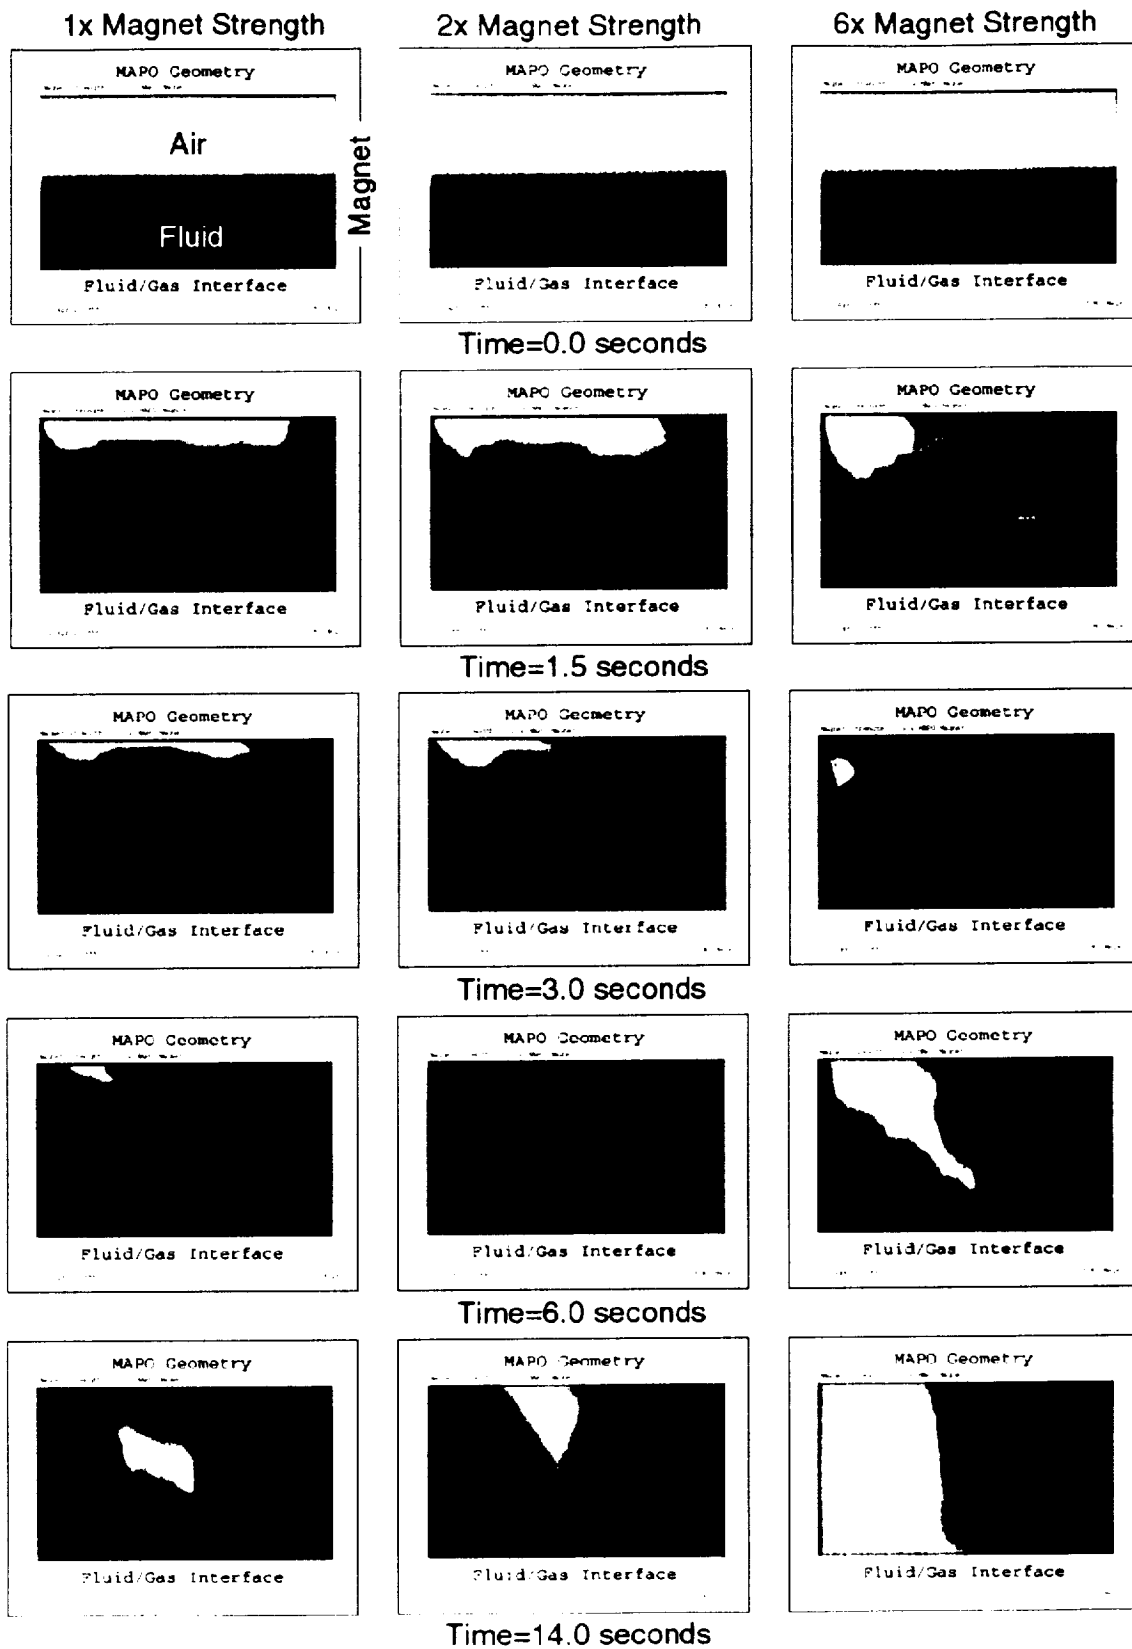 1x Magnet Strength 2x Magnet Strength 6x Magnet Strength
MAPO Geometry MAPO Geometry MAPO Geometry
Air
Magnet
Fluid
Fluid/Gas Interface Fluid/Gas Interface Fluid/Gas Interface
Time=0.0 seconds
MAPO Geometry MAPO Geometry MAPO Geometry
Fluid/Gas Interface Fluid/Gas Interface Fluid/Gas Interface
Time=1.5 seconds
MAPO Geometry MAPO Geometry MAPO Geometry
Fluid/Gas Interface Fluid/Gas Interface Fluid/Gas Interface
Time=3.0 seconds
MAPO Geometry MAPO Geometry MAPO Geometry
Fluid/Gas Interface Fluid/Gas Interface Fluid/Gas Interface
Time=6.0 seconds
MAPO Geometry MAPO Geometry MAPO Geometry
Fluid/Gas Interface Fluid/Gas Interface Fluid/Gas Interface
Time=14.0 seconds